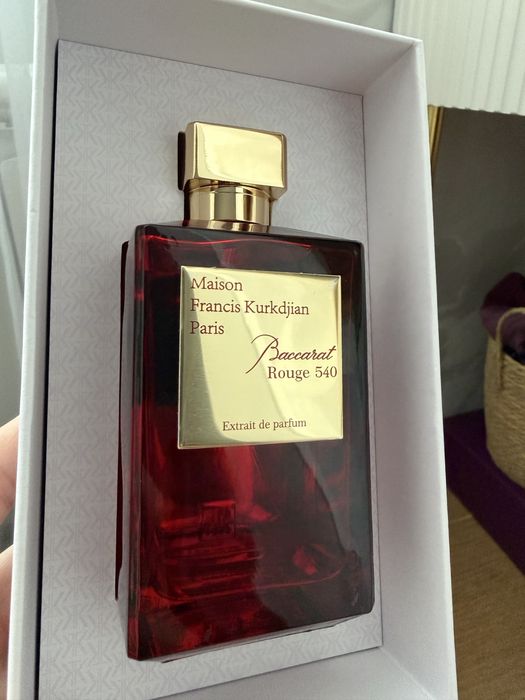 Maison
Francis Kurkdjian
Paris
Baccarat
Rouge 540
Extrait de parfum